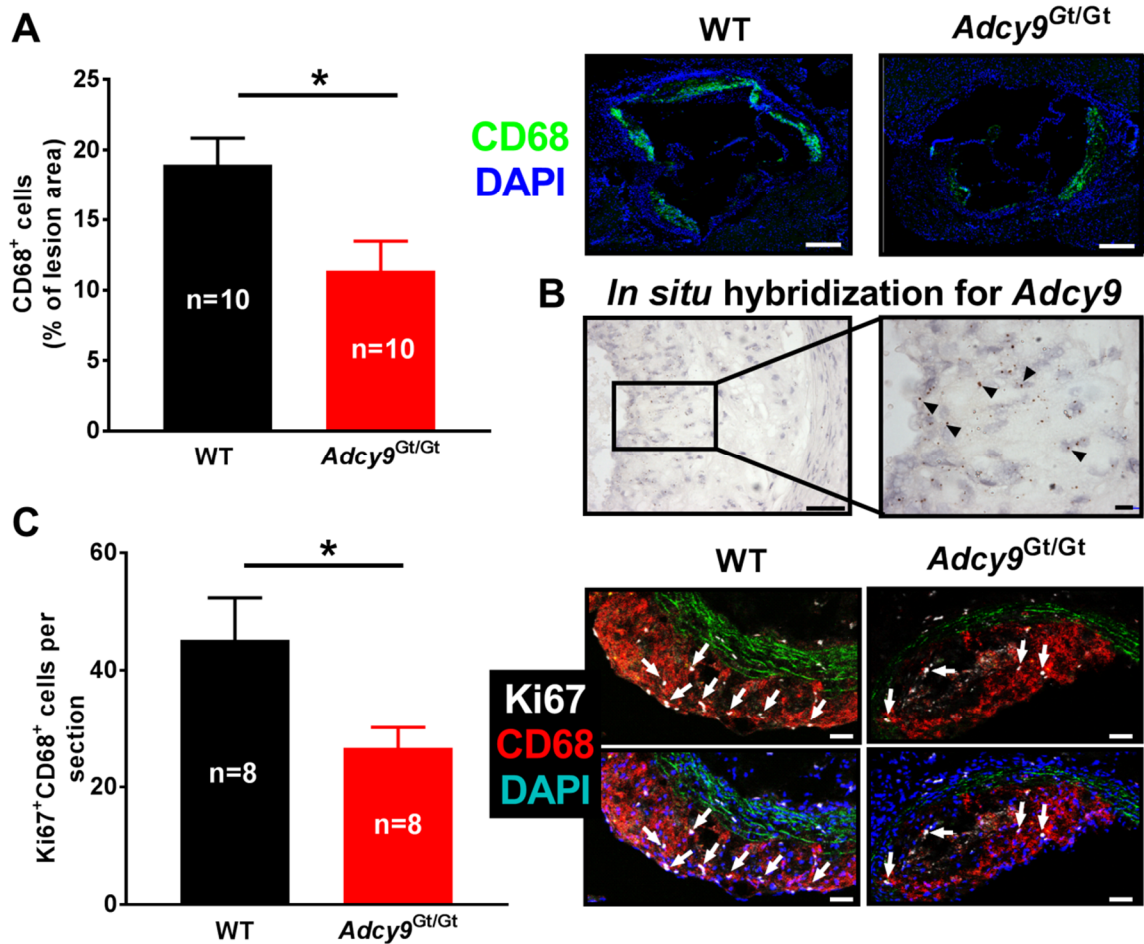 A
CD68⁺ cells
(% of lesion area)
25
20
15
10
5
0
*
n=10
n=10
WT
Adcy9ᴳᵗ/ᴳᵗ
WT
Adcy9ᴳᵗ/ᴳᵗ
CD68
DAPI
B
In situ hybridization for Adcy9
C
Ki67⁺CD68⁺ cells per
section
60
40
20
0
*
n=8
n=8
WT
Adcy9ᴳᵗ/ᴳᵗ
WT
Adcy9ᴳᵗ/ᴳᵗ
Ki67
CD68
DAPI